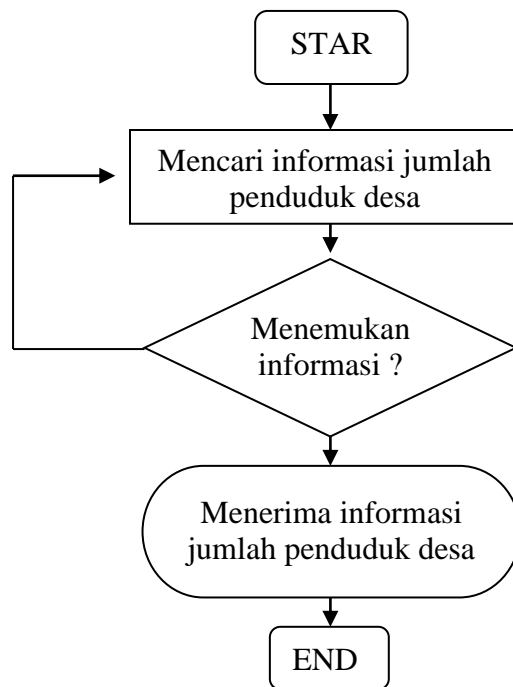 STAR
Mencari informasi jumlah
penduduk desa
Menemukan
informasi ?
Menerima informasi
jumlah penduduk desa
END